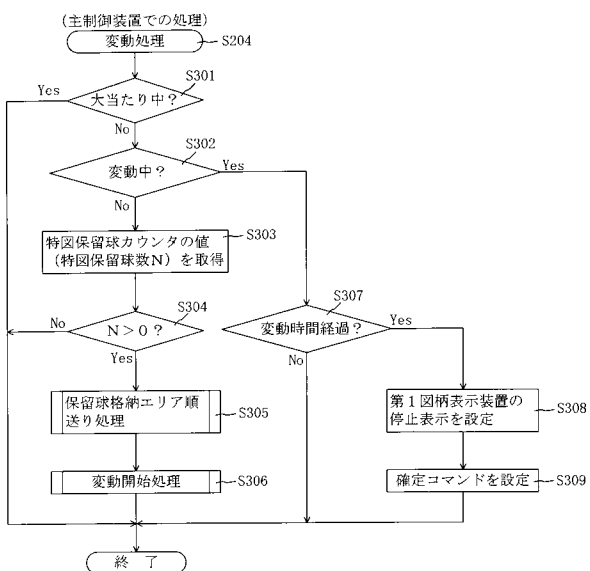 (主制御装置での処理)
変動処理
S204
S301
Yes
大当たり中?
No
S302
変動中?
Yes
No
S303
特図保留球カウンタの値
(特図保留球数N)を取得
S307
S304
No
N>0?
変動時間経過?
Yes
Yes
No
保留球格納エリア順
送り処理
S305
第1図柄表示装置の
停止表示を設定
S308
変動開始処理
S306
確定コマンドを設定
S309
終 了